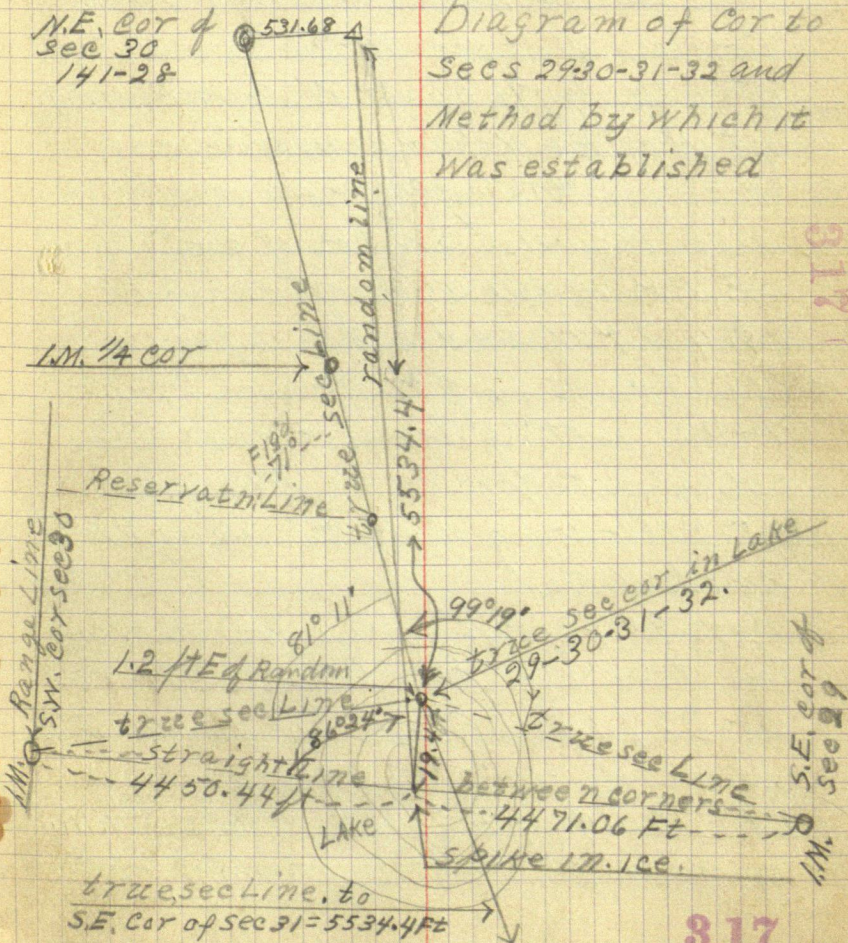 N.E. Cor of
sec 30
141-28
531.68
Diagram of Cor to
Secs 29-30-31-32 and
Method by which it
was established
317
random line
true sec Line
I.M. 1/4 cor
5534.4
Reservatn. Line
Range Line
S.W. Cor sec 30
I.M.
81° 11'
99° 19'
true sec cor in Lake
29-30-31-32.
1.2 ft E of Random
true sec Line
86° 24'
straight Line
4450.44 ft
19.4
true sec Line
between corners
4471.06 Ft
S.E. cor of
sec 29
I.M.
LAKE
spike in ice.
true sec Line. to
S.E. Cor of sec 31 = 5534.4 Ft
317